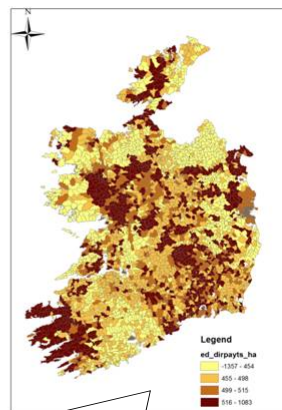 N
Legend
ed_dirpayts_ha
-1357 - 454
455 - 498
499 - 515
516 - 1083